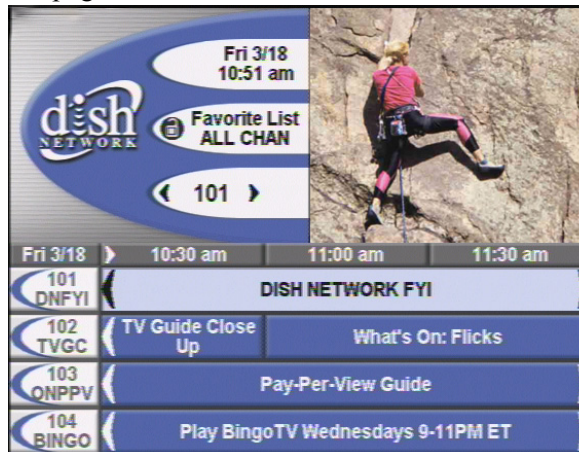 Fri 3/18
10:51
am
dish
NETWORK
Favorite List
ALL CHAN
101
Fri 3/18 10:30 am 11:00 am 11:30 am
101
DNFYI
DISH NETWORK FYI
102
TVGC
TV Guide Close
Up
What's On: Flicks
103
ONPPV
Pay-Per-View Guide
104
BINGO
Play BingoTV Wednesdays 9-11PM ET